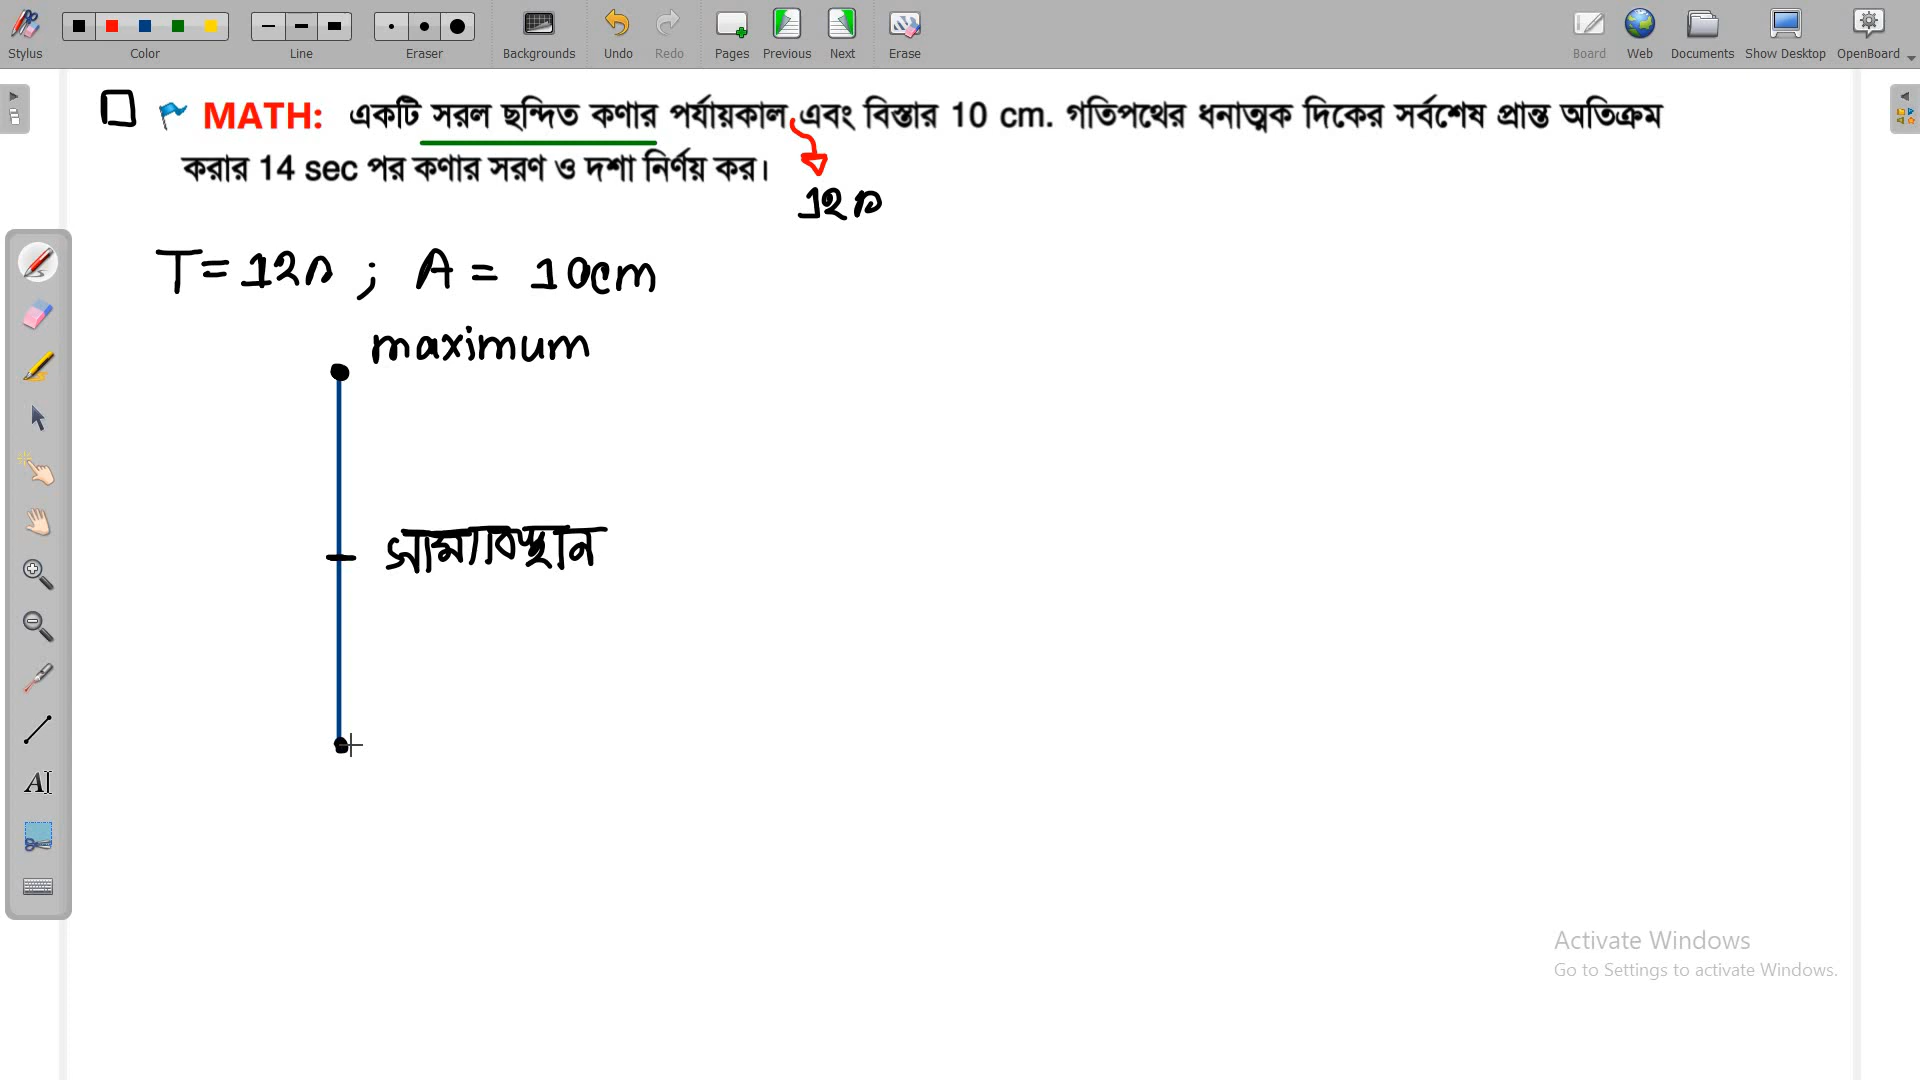 Stylus Color Line Eraser Backgrounds Undo Redo Pages Previous Next Erase Board Web Documents Show Desktop OpenBoard
MATH: একটি সরল ছন্দিত কণার পর্যায়কাল এবং বিস্তার 10 cm. গতিপথের ধনাত্মক দিকের সর্বশেষ প্রান্ত অতিক্রম
করার 14 sec পর কণার সরণ ও দশা নির্ণয় কর।
12 s
T = 12s ; A = 10cm
maximum
সাম্যাবস্থান
Activate Windows
Go to Settings to activate Windows.